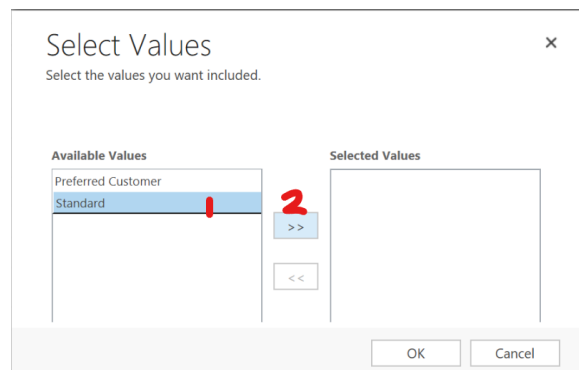 Select Values
×
Select the values you want included.
Available Values
Selected Values
Preferred Customer
Standard
1
2
>>
<<
OK
Cancel